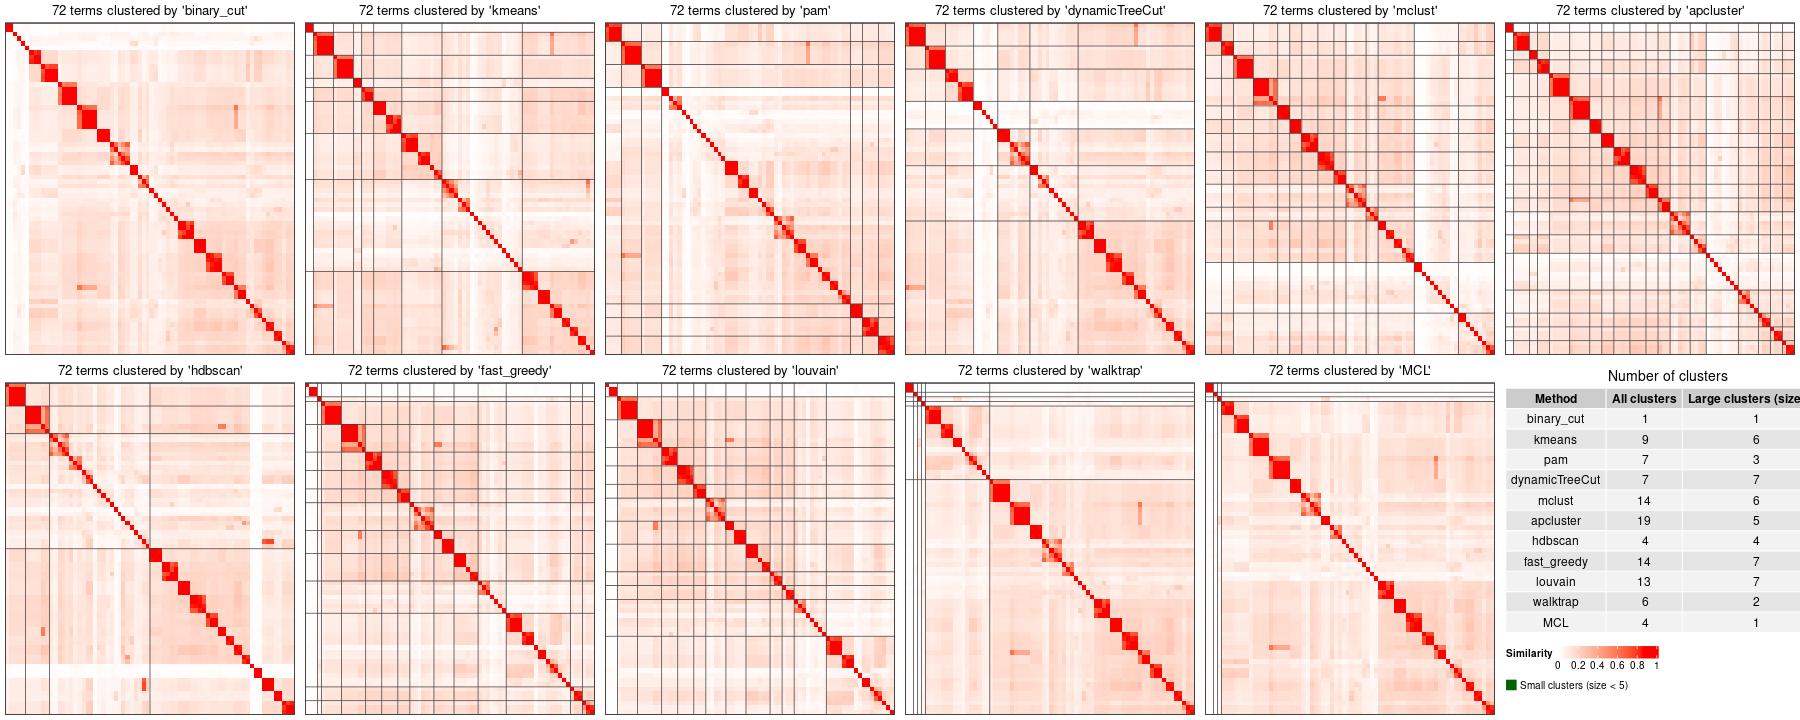 72 terms clustered by 'binary_cut'
72 terms clustered by 'kmeans'
72 terms clustered by 'pam'
72 terms clustered by 'dynamicTreeCut'
72 terms clustered by 'mclust'
72 terms clustered by 'apcluster'
72 terms clustered by 'hdbscan'
72 terms clustered by 'fast_greedy'
72 terms clustered by 'louvain'
72 terms clustered by 'walktrap'
72 terms clustered by 'MCL'
Number of clusters
Method All clusters Large clusters (size
binary_cut 1 1
kmeans 9 6
pam 7 3
dynamicTreeCut 7 7
mclust 14 6
apcluster 19 5
hdbscan 4 4
fast_greedy 14 7
louvain 13 7
walktrap 6 2
MCL 4 1
Similarity
0 0.2 0.4 0.6 0.8 1
Small clusters (size < 5)